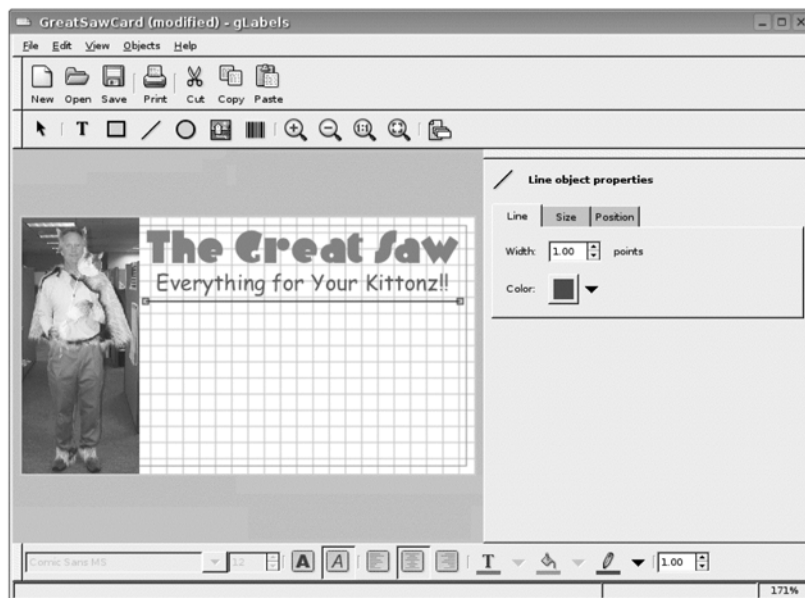 GreatSawCard (modified) - gLabels
File Edit View Objects Help
New Open Save Print Cut Copy Paste
T 1:1
Line object properties
Line Size Position
Width: 1.00 points
Color:
The Great Saw
Everything for Your Kittonz!!
Comic Sans MS 12 A A T 1.00
171%